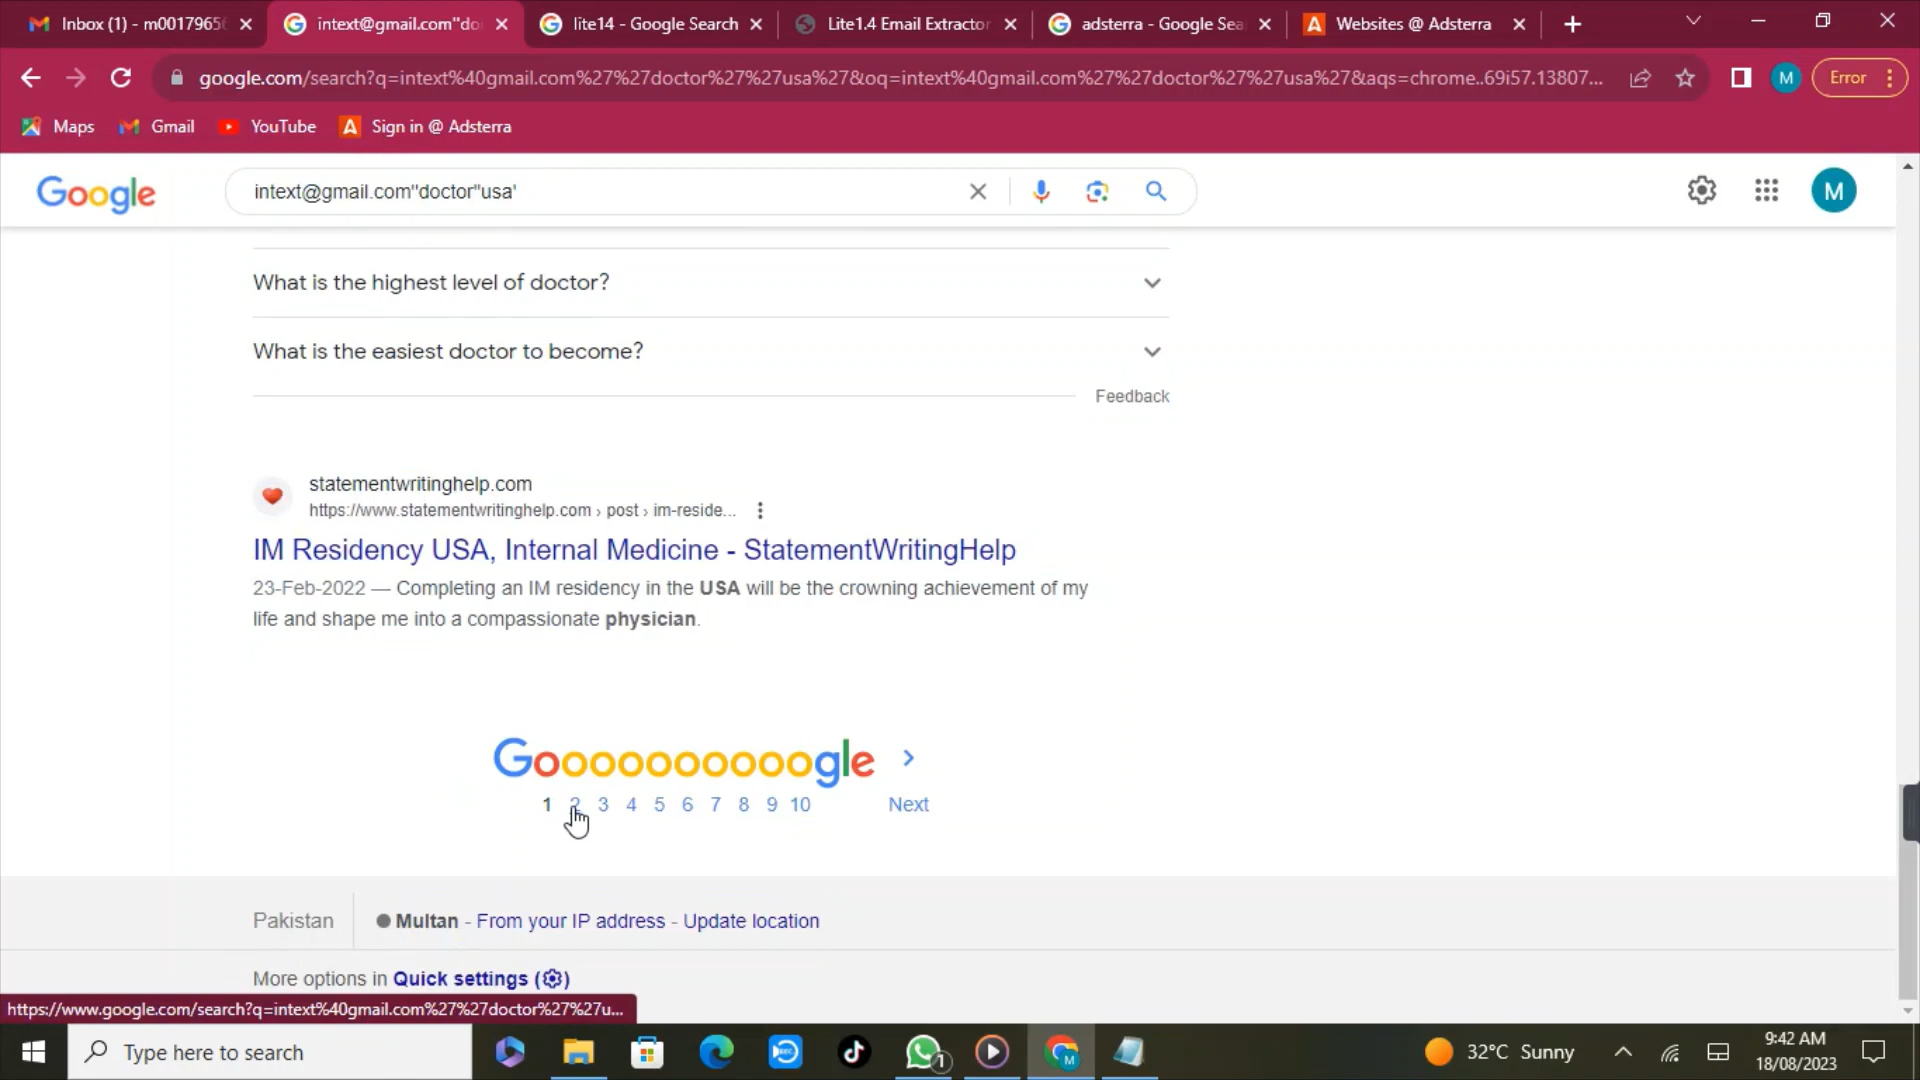 Inbox (1) - m0017965
intext@gmail.com"do
lite14 - Google Search
Lite1.4 Email Extractor
adsterra - Google Sea
Websites @ Adsterra
google.com/search?q=intext%40gmail.com%27%27doctor%27%27usa%27&oq=intext%40gmail.com%27%27doctor%27%27usa%27&aqs=chrome..69i57.13807...
M
Error
Maps
Gmail
YouTube
Sign in @ Adsterra
Google
intext@gmail.com''doctor''usa'
M
What is the highest level of doctor?
What is the easiest doctor to become?
Feedback
statementwritinghelp.com
https://www.statementwritinghelp.com › post › im-reside...
IM Residency USA, Internal Medicine - StatementWritingHelp
23-Feb-2022 — Completing an IM residency in the USA will be the crowning achievement of my
life and shape me into a compassionate physician.
Goooooooooogle
1 2 3 4 5 6 7 8 9 10 Next
Pakistan
Multan - From your IP address - Update location
More options in Quick settings
https://www.google.com/search?q=intext%40gmail.com%27%27doctor%27%27u...
Type here to search
REC
1
M
32°C Sunny
9:42 AM
18/08/2023